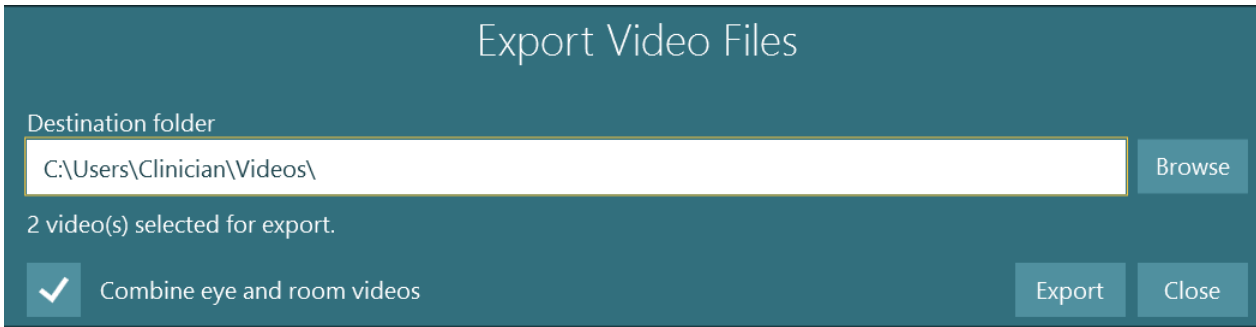 Export Video Files
Destination folder
C:\Users\Clinician\Videos\
Browse
2 video(s) selected for export.
Combine eye and room videos
Export
Close